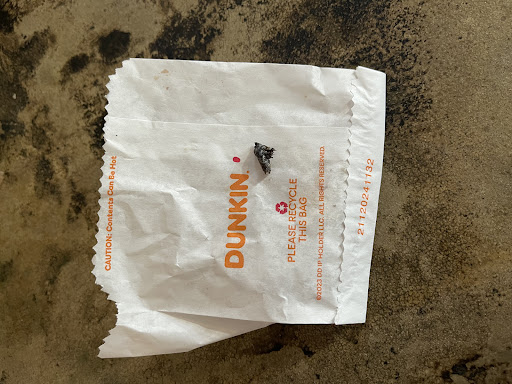 CAUTION: Contents Can Be Hot
DUNKIN'
PLEASE RECYCLE
THIS BAG
©2023 DD IP HOLDER LLC. ALL RIGHTS RESERVED.
21120241132